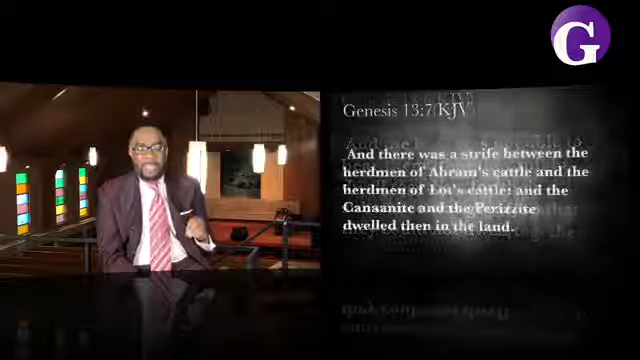 G
Genesis 13:7 KJV
And there was a strife between the
herdmen of Abram's cattle and the
herdmen of Lot's cattle: and the
Canaanite and the Perizzite
dwelled then in the land.